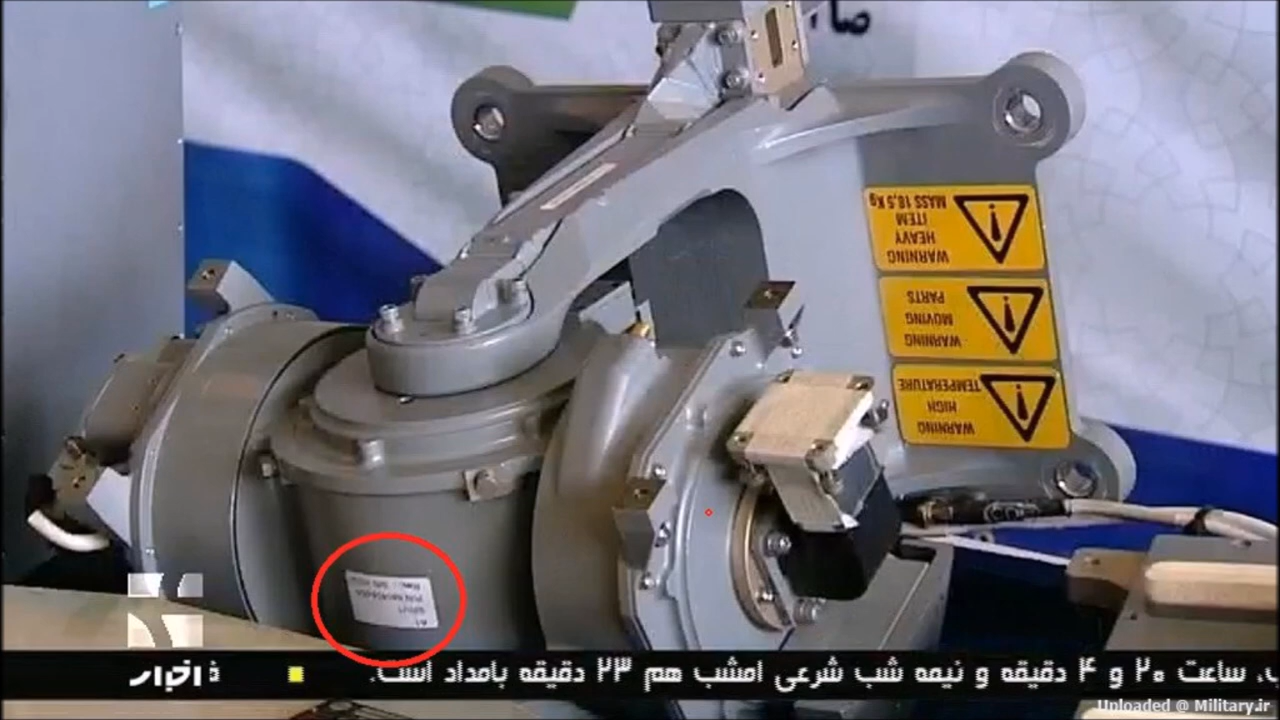 WARNING
HEAVY
ITEM
MASS 18,5 Kg
WARNING
MOVING
PARTS
WARNING
HIGH
TEMPERATURE
ساعت ۲۰ و ۴ دقیقه و نیمه شب شرعی امشب هم ۲۳ دقیقه بامداد است.
اخبار
Uploaded @ Military.ir